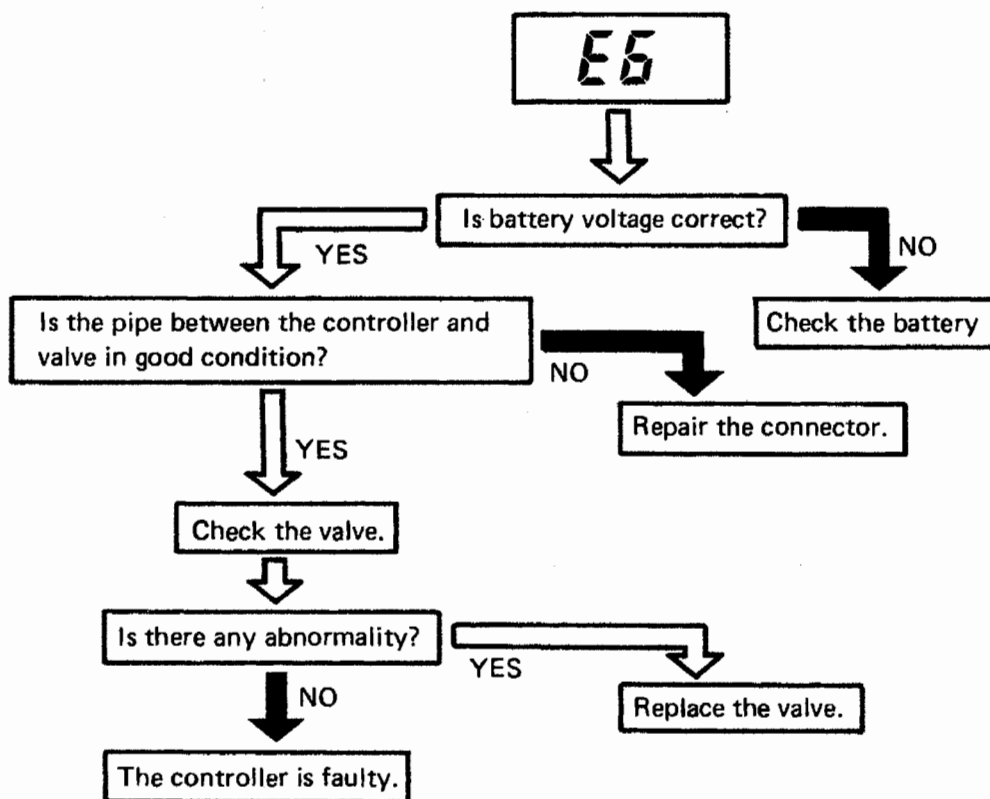 E6
Is battery voltage correct?
YES
NO
Is the pipe between the controller and
valve in good condition?
Check the battery
NO
Repair the connector.
YES
Check the valve.
Is there any abnormality?
YES
NO
Replace the valve.
The controller is faulty.